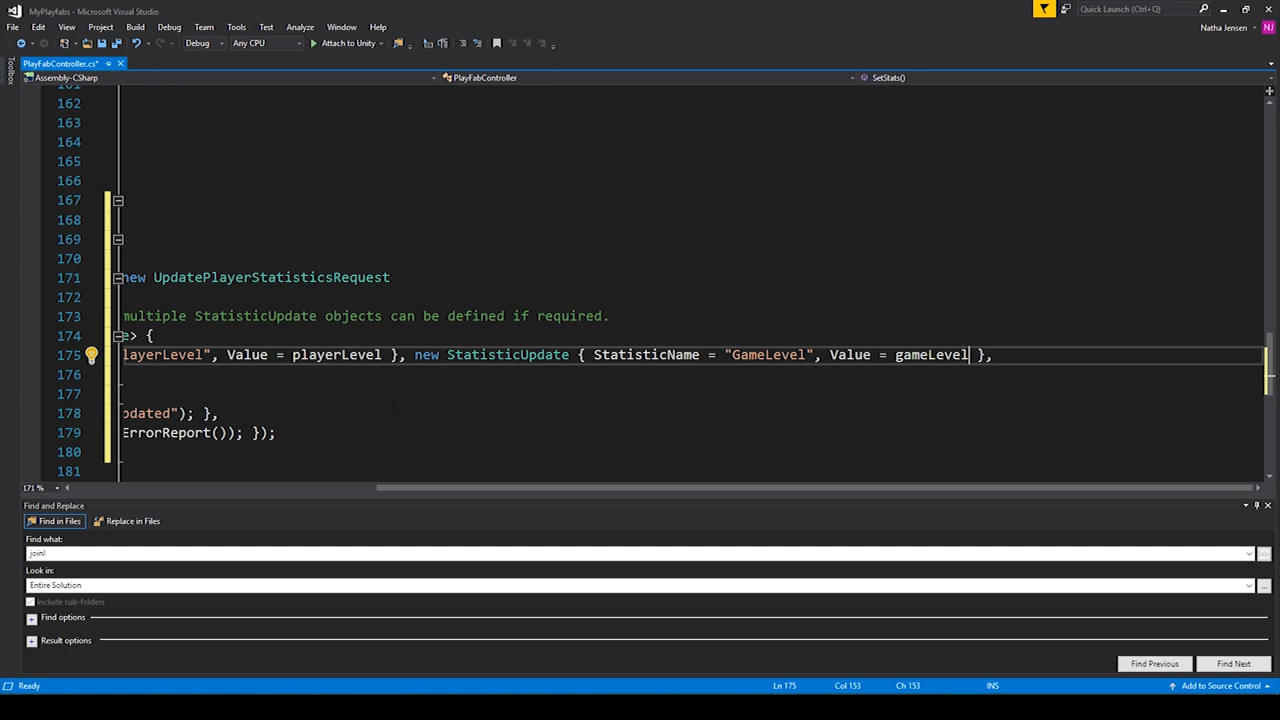 MyPlayfabs - Microsoft Visual Studio
Quick Launch (Ctrl+Q)
File Edit View Project Build Debug Team Tools Test Analyze Window Help
Natha Jensen NJ
Debug Any CPU Attach to Unity
Toolbox
PlayFabController.cs*
Assembly-CSharp PlayFabController SetStats()
161
162
163
164
165
166
167
168
169
170
171 new UpdatePlayerStatisticsRequest
172
173 multiple StatisticUpdate objects can be defined if required.
174 e> {
175 layerLevel", Value = playerLevel }, new StatisticUpdate { StatisticName = "GameLevel", Value = gameLevel },
176
177
178 pdated"); },
179 ErrorReport()); });
180
181
171 %
Find and Replace
Find in Files Replace in Files
Find what:
joinl
Look in:
Entire Solution
...
Include sub-folders
Find options
Result options
Find Previous Find Next
Ready Ln 175 Col 153 Ch 153 INS Add to Source Control